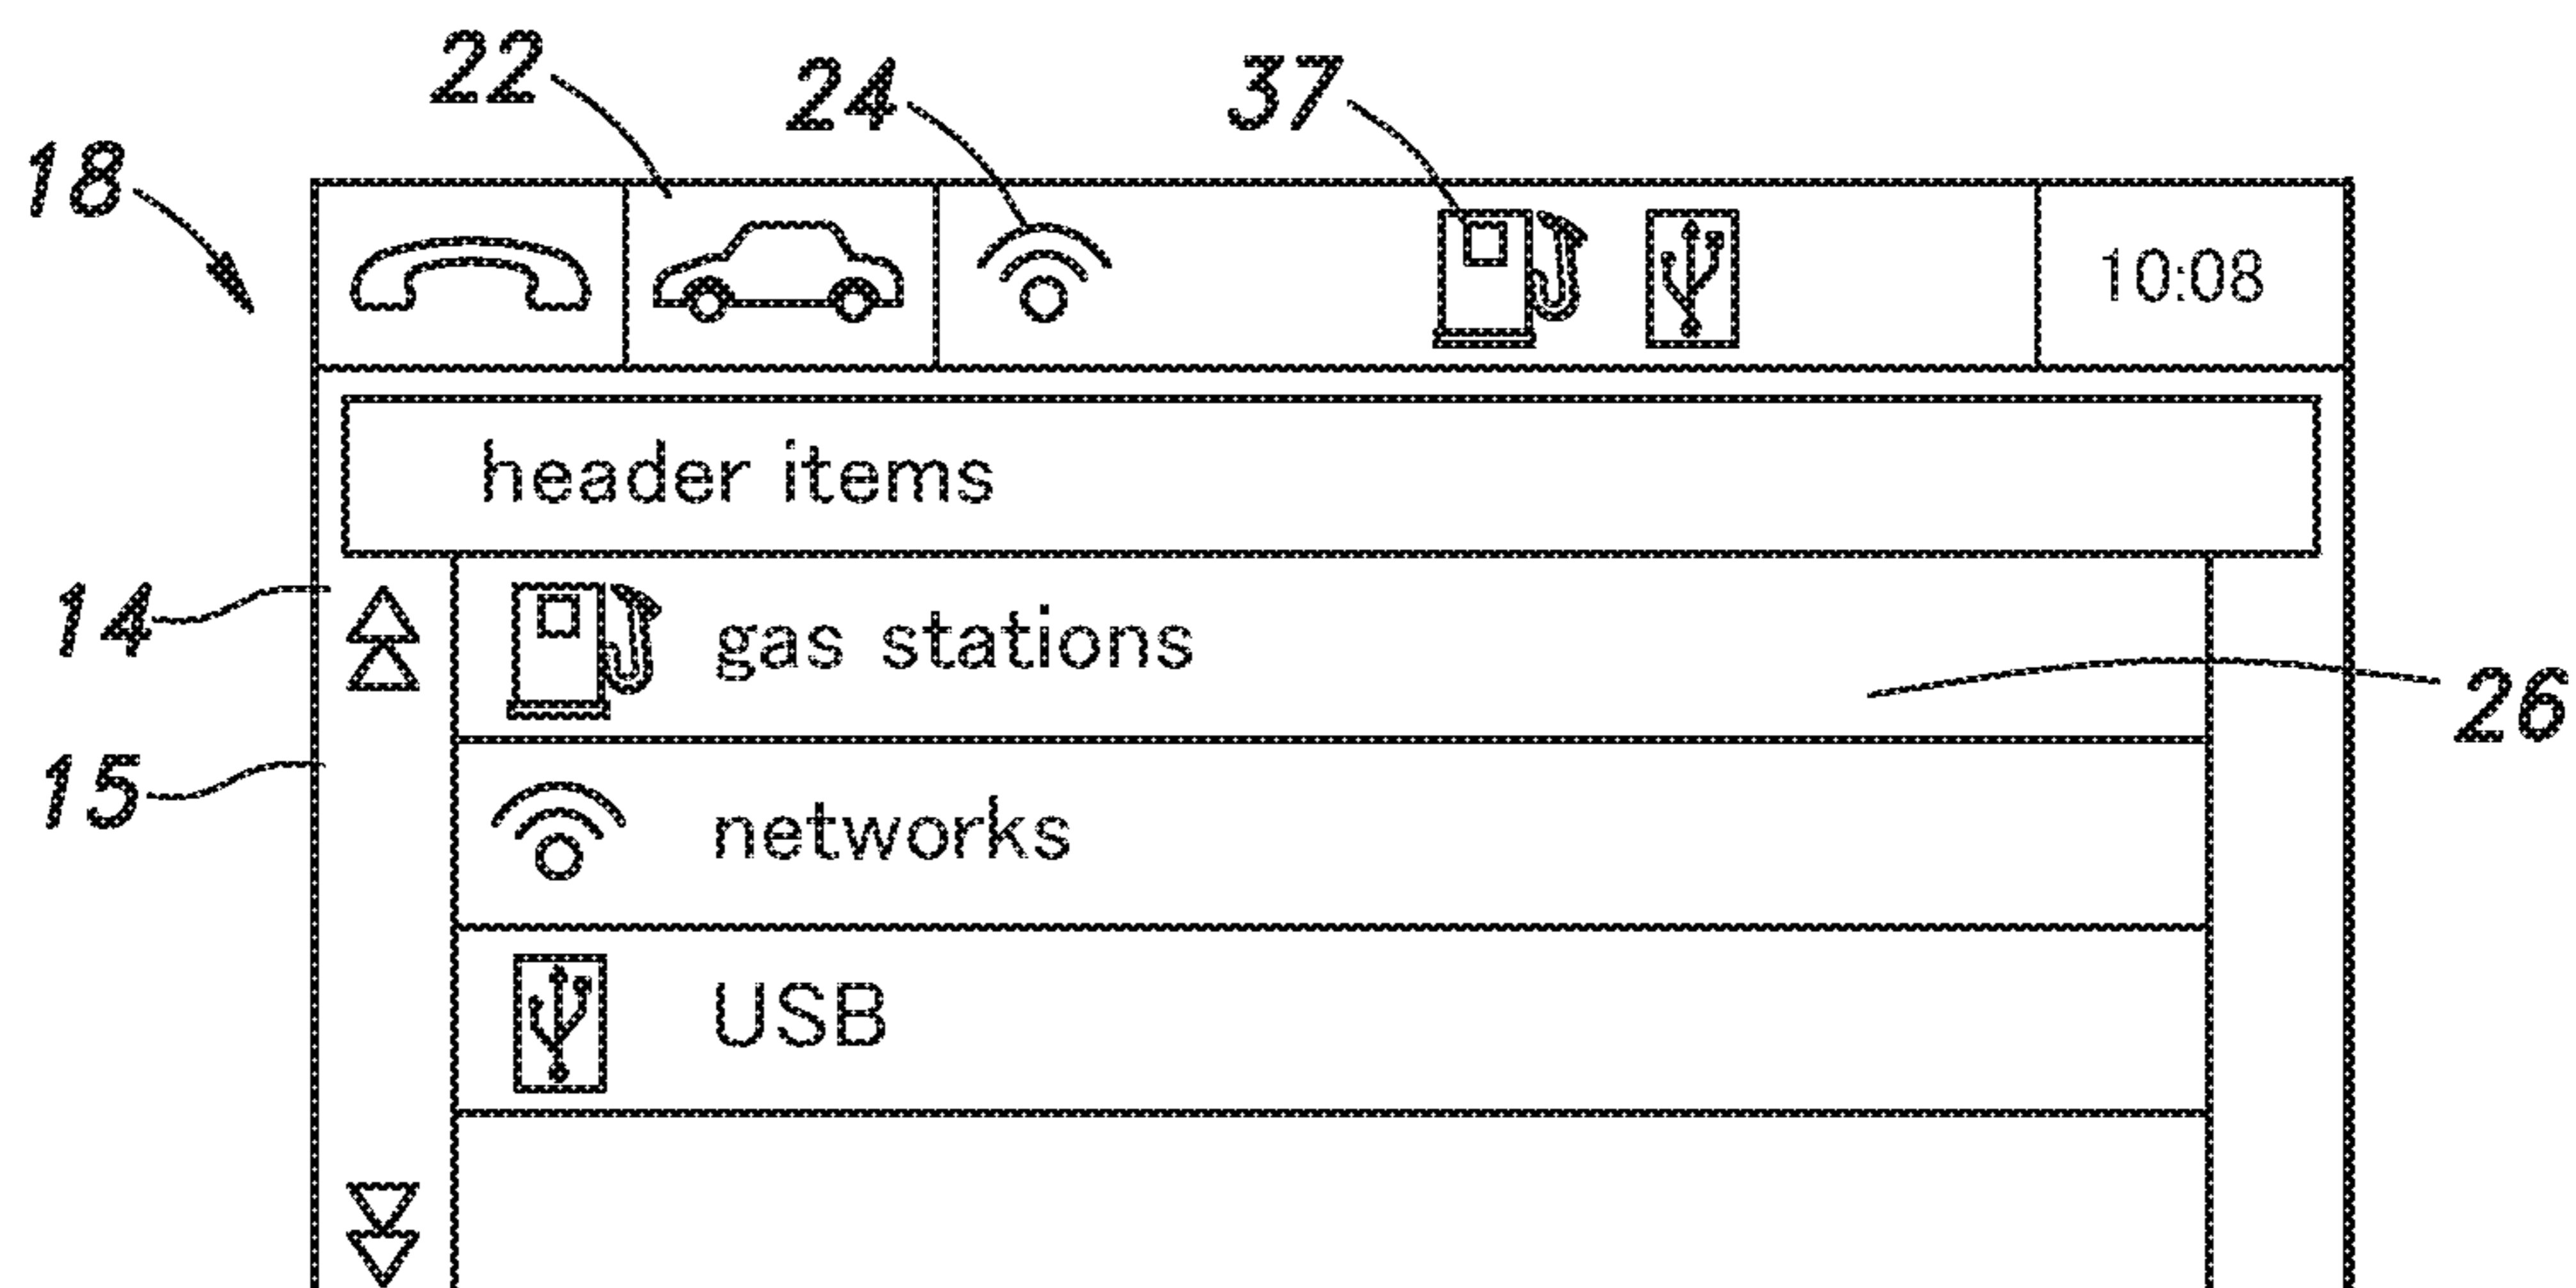 22
24
37
18
10:08
header items
14
gas stations
26
15
networks
USB